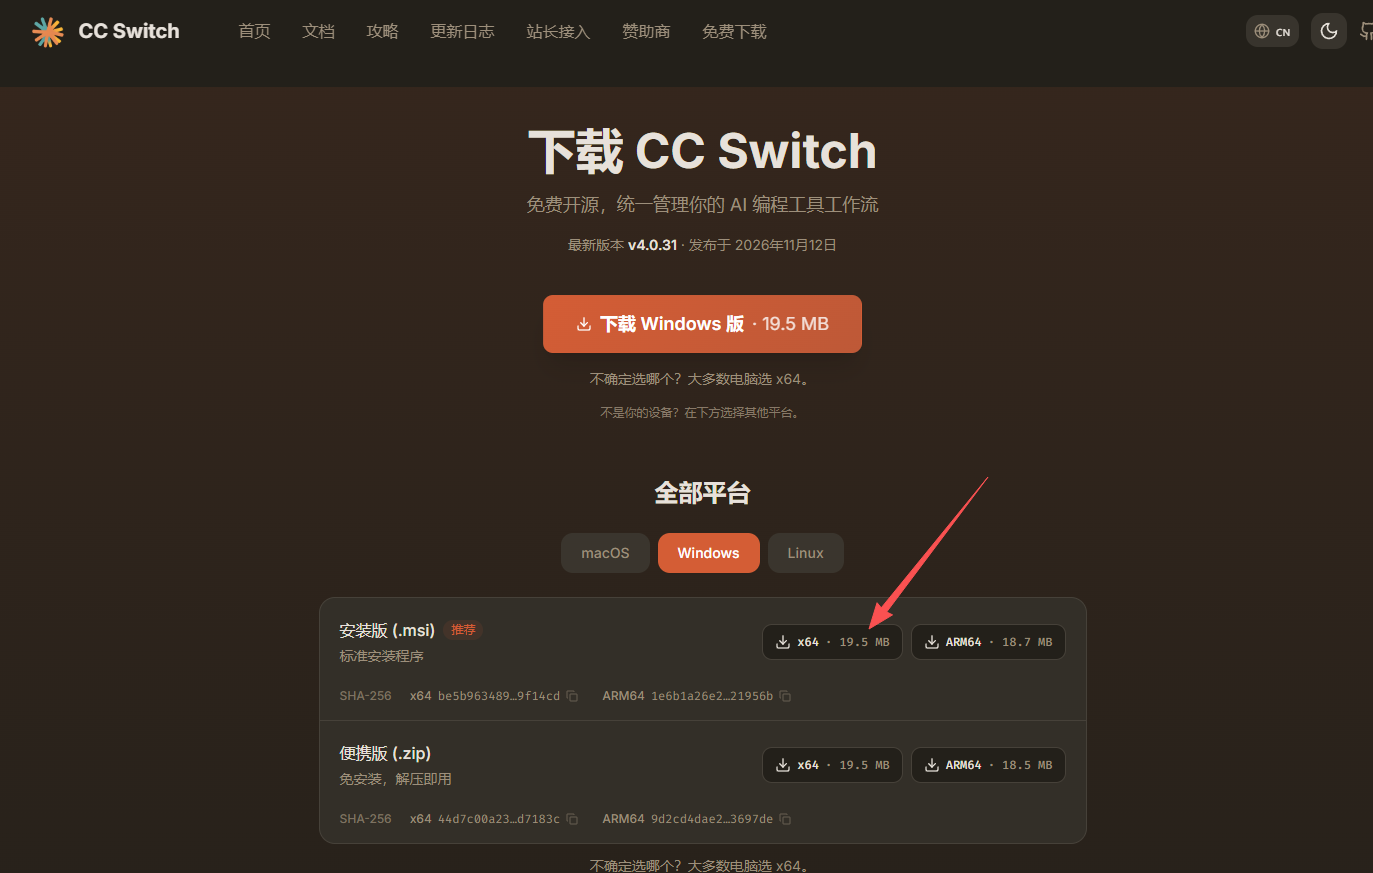 CC Switch 首页 文档 攻略 更新日志 站长接入 赞助商 免费下载 CN
下载 CC Switch
免费开源，统一管理你的 AI 编程工具工作流
最新版本 v4.0.31 · 发布于 2026年11月12日
下载 Windows 版 · 19.5 MB
不确定选哪个？大多数电脑选 x64。
不是你的设备？在下方选择其他平台。
全部平台
macOS Windows Linux
安装版 (.msi) 推荐 x64 · 19.5 MB ARM64 · 18.7 MB
标准安装程序
SHA-256 x64 be5b963489…9f14cd ARM64 1e6b1a26e2…21956b
便携版 (.zip) x64 · 19.5 MB ARM64 · 18.5 MB
免安装，解压即用
SHA-256 x64 44d7c00a23…d7183c ARM64 9d2cd4dae2…3697de
不确定选哪个？大多数电脑选 x64。